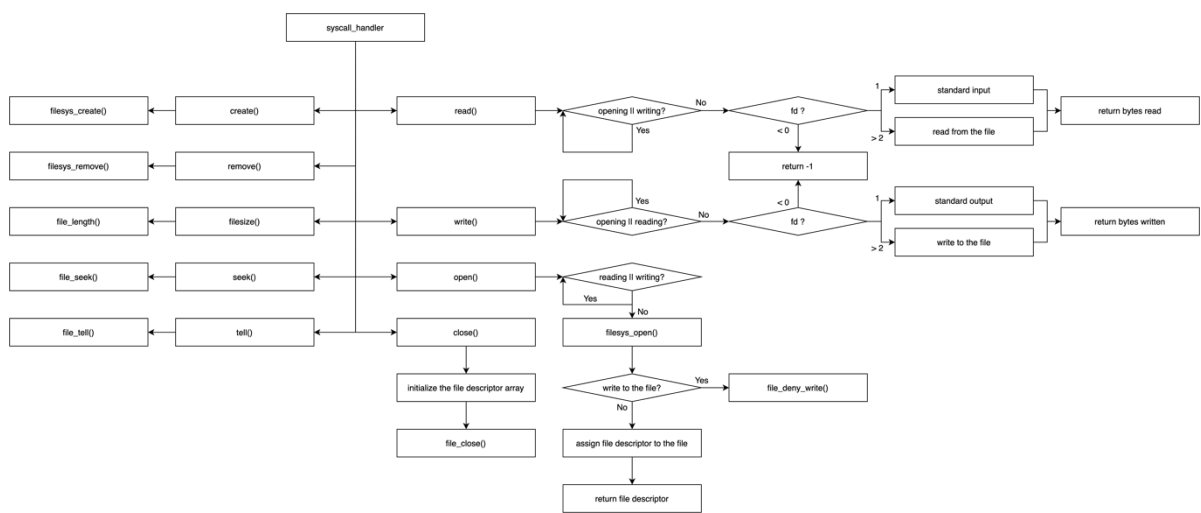 syscall_handler
filesys_create()
create()
read()
opening || writing?
No
Yes
fd ?
1
> 2
< 0
standard input
read from the file
return bytes read
filesys_remove()
remove()
return -1
file_length()
filesize()
write()
Yes
opening || reading?
No
< 0
fd ?
1
> 2
standard output
write to the file
return bytes written
file_seek()
seek()
open()
reading || writing?
Yes
No
file_tell()
tell()
close()
filesys_open()
initialize the file descriptor array
write to the file?
Yes
file_deny_write()
No
file_close()
assign file descriptor to the file
return file descriptor